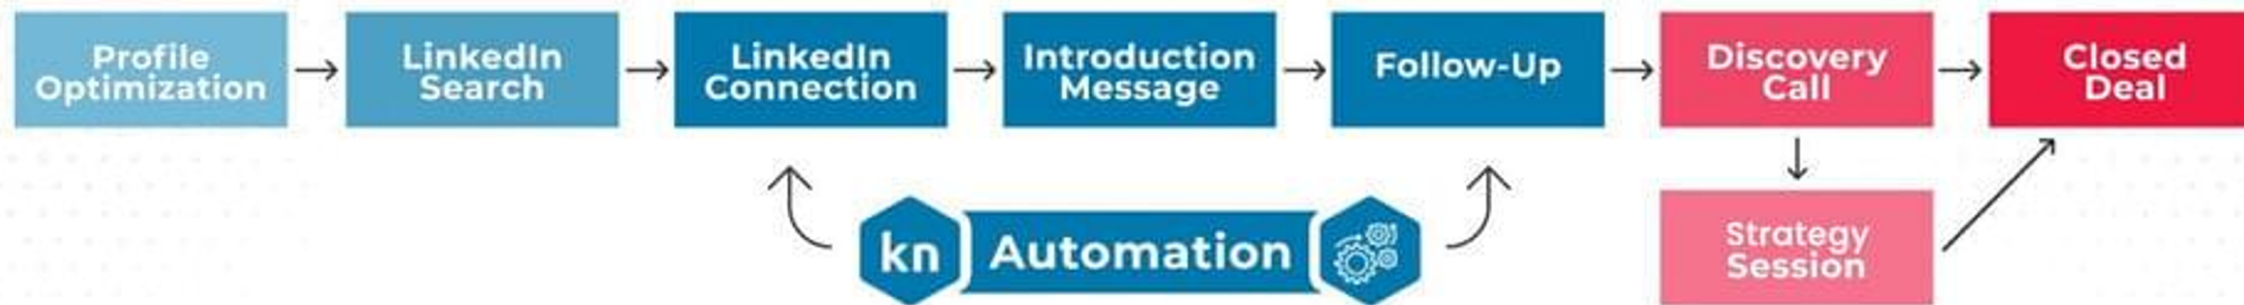 Profile
Optimization
LinkedIn
Search
LinkedIn
Connection
Introduction
Message
Follow-Up
Discovery
Call
Closed
Deal
kn
Automation
Strategy
Session